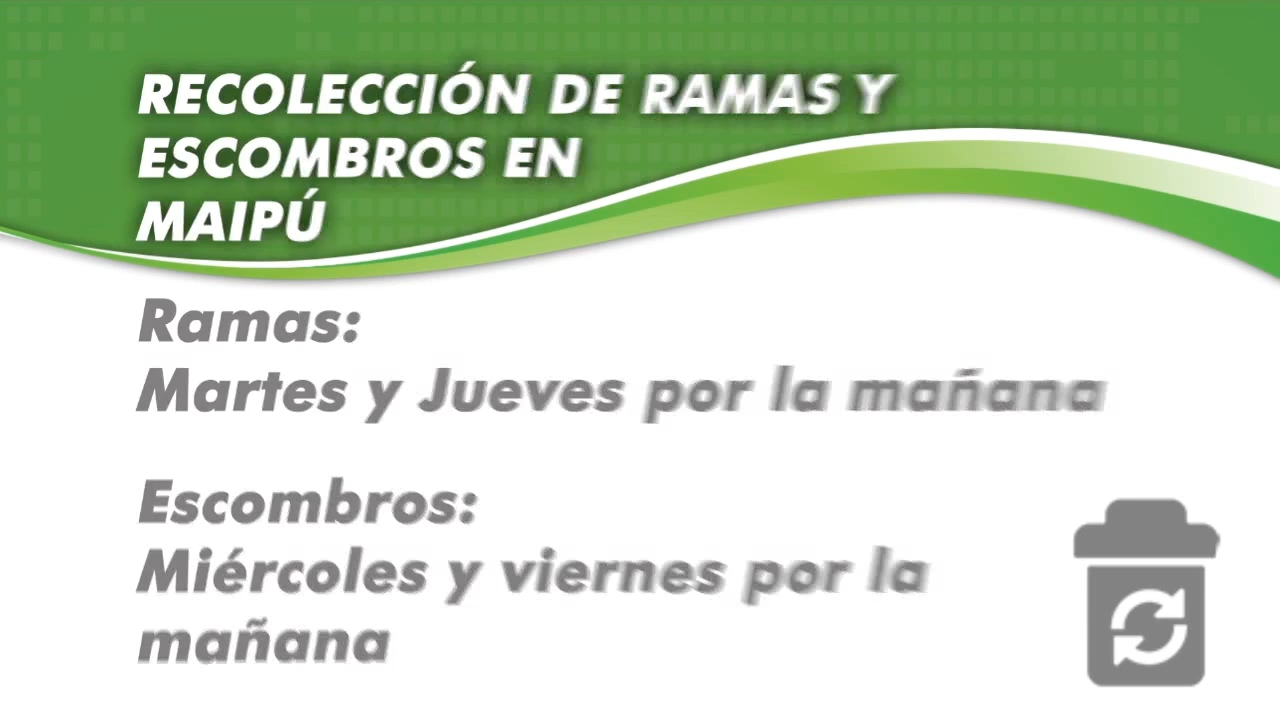 RECOLECCIÓN DE RAMAS Y
ESCOMBROS EN
MAIPÚ
Ramas:
Martes y Jueves por la mañana
Escombros:
Miércoles y viernes por la
mañana